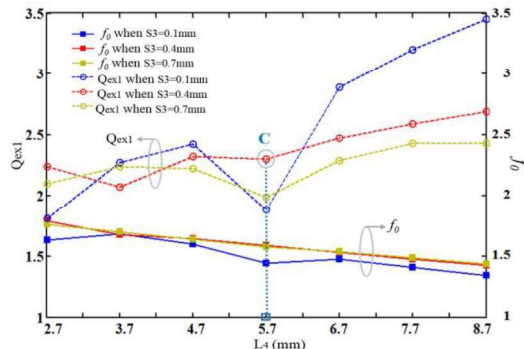 3.5
3
2.5
2
1.5
1
3.5
3
2.5
2
1.5
1
f0 when S3=0.1mm
f0 when S3=0.4mm
f0 when S3=0.7mm
Qex1 when S3=0.1mm
Qex1 when S3=0.4mm
Qex1 when S3=0.7mm
Qex1
C
f0
Qex1
f0
2.7 3.7 4.7 5.7 6.7 7.7 8.7
L4 (mm)